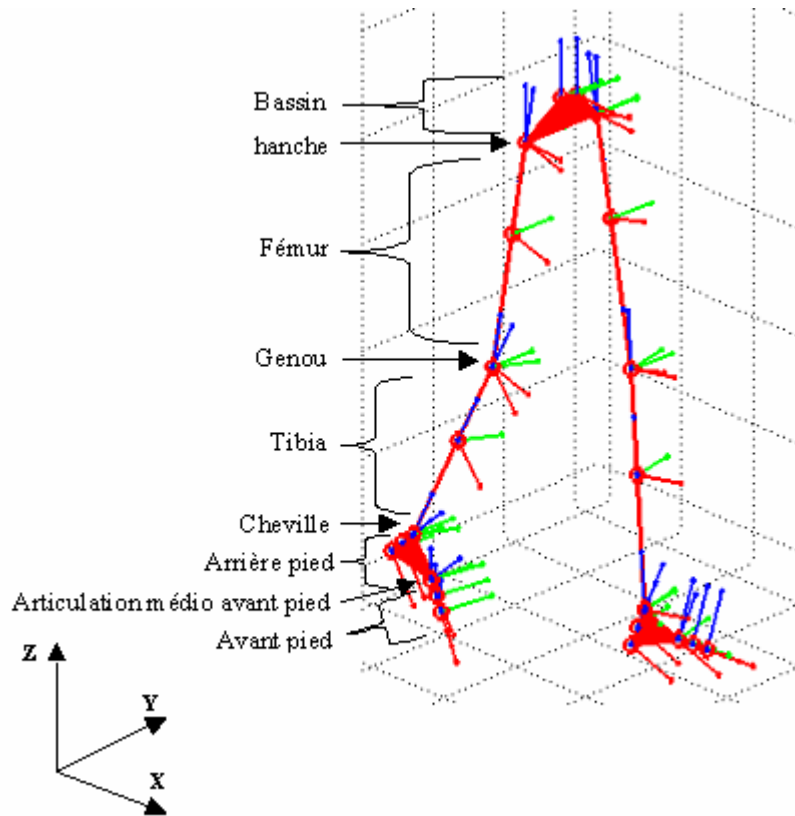 Bassin
hanche
Fémur
Genou
Tibia
Cheville
Arrière pied
Articulation médio avant pied
Avant pied
Z
Y
X